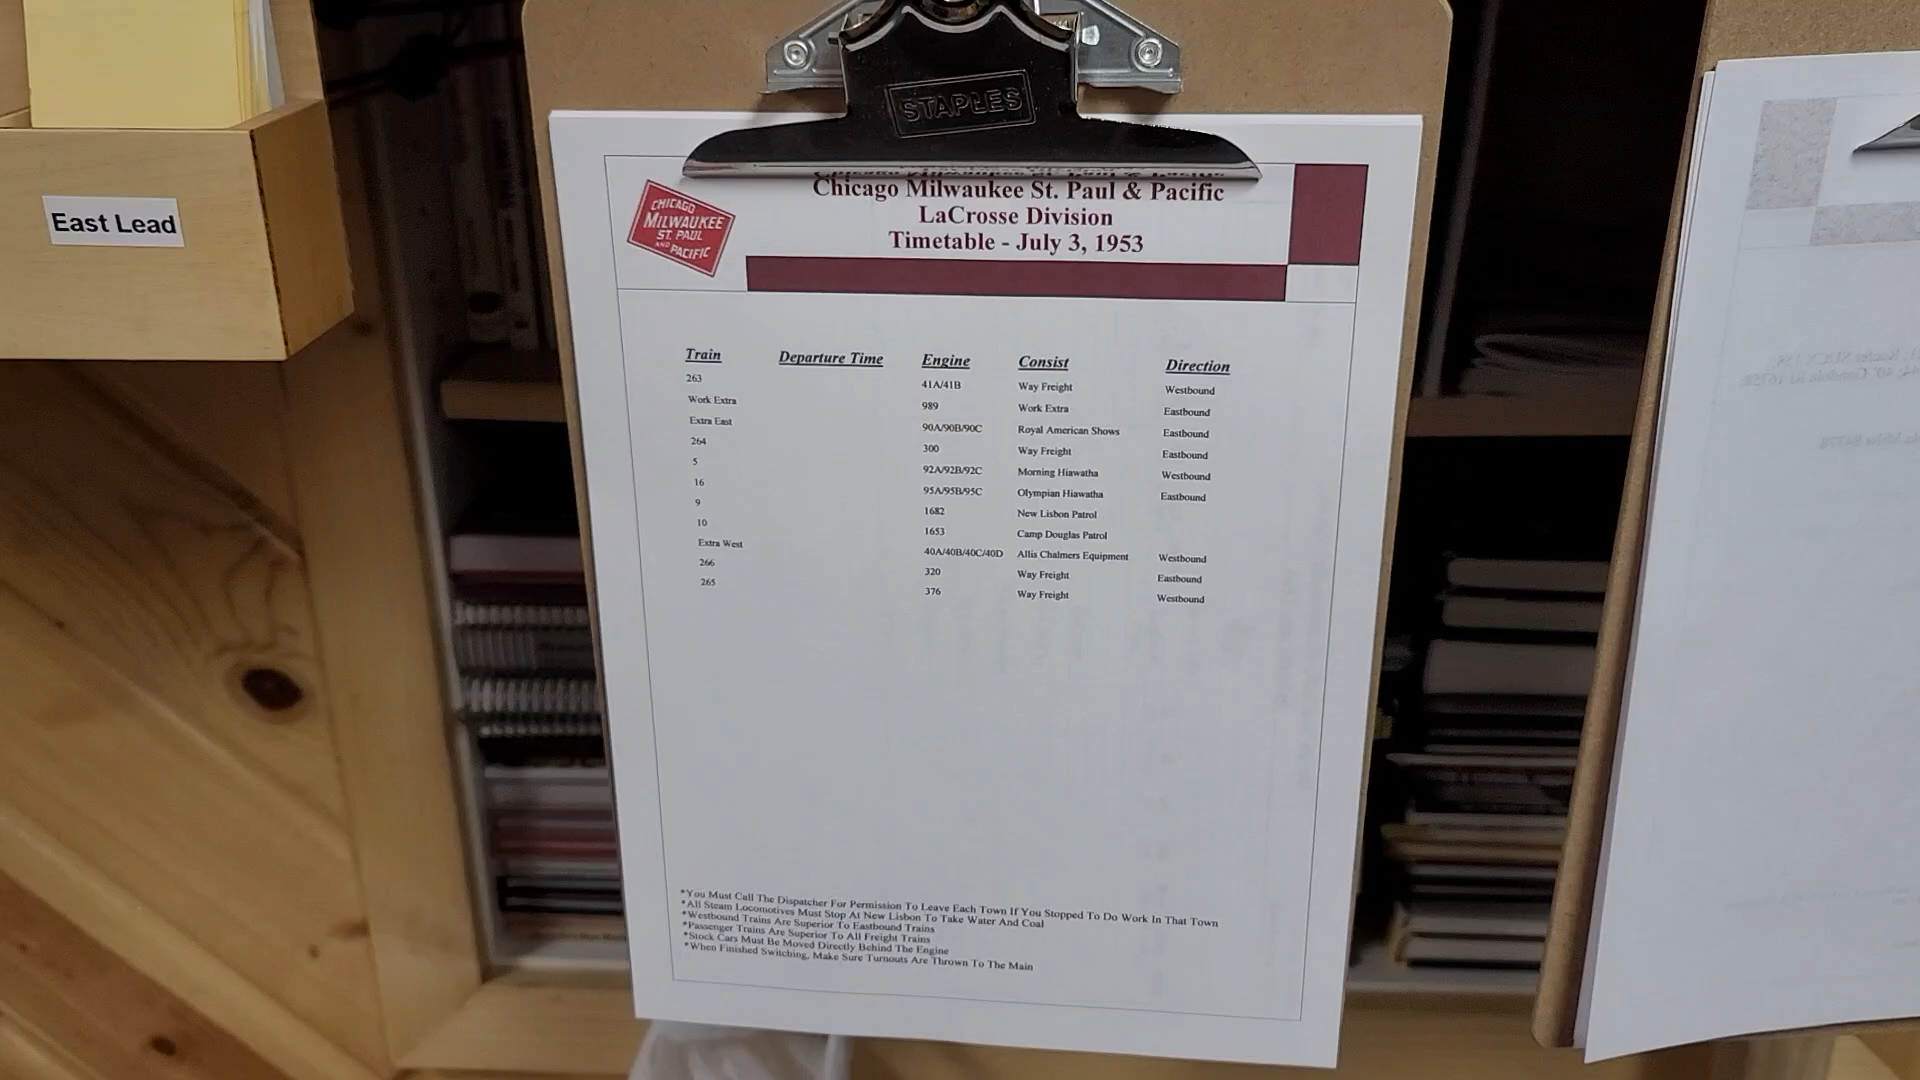 STAPLES
East Lead
CHICAGO
MILWAUKEE
ST. PAUL
AND
PACIFIC
Chicago Milwaukee St. Paul & Pacific
LaCrosse Division
Timetable - July 3, 1953
Train Departure Time Engine Consist Direction
263 41A/41B Way Freight Westbound
Work Extra 989 Work Extra Eastbound
Extra East 90A/90B/90C Royal American Shows Eastbound
264 300 Way Freight Eastbound
5 92A/92B/92C Morning Hiawatha Westbound
16 95A/95B/95C Olympian Hiawatha Eastbound
9 1682 New Lisbon Patrol
10 1653 Camp Douglas Patrol
Extra West 40A/40B/40C/40D Allis Chalmers Equipment Westbound
266 320 Way Freight Eastbound
265 376 Way Freight Westbound
*You Must Call The Dispatcher For Permission To Leave Each Town If You Stopped To Do Work In That Town
*All Steam Locomotives Must Stop At New Lisbon To Take Water And Coal
*Westbound Trains Are Superior To Eastbound Trains
*Passenger Trains Are Superior To All Freight Trains
*Stock Cars Must Be Moved Directly Behind The Engine
*When Finished Switching, Make Sure Turnouts Are Thrown To The Main